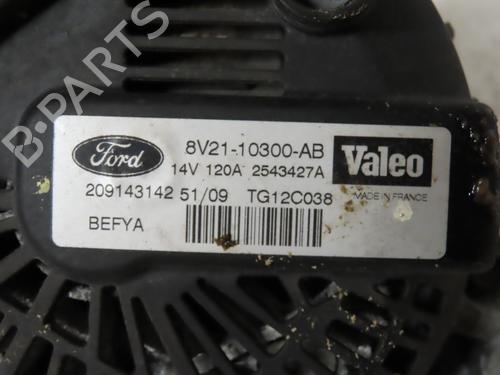 B-PARTS
Ford
8V21-10300-AB
Valeo
14V 120A 2543427A
209143142 51/09 TG12C038
MADE IN FRANCE
BEFYA